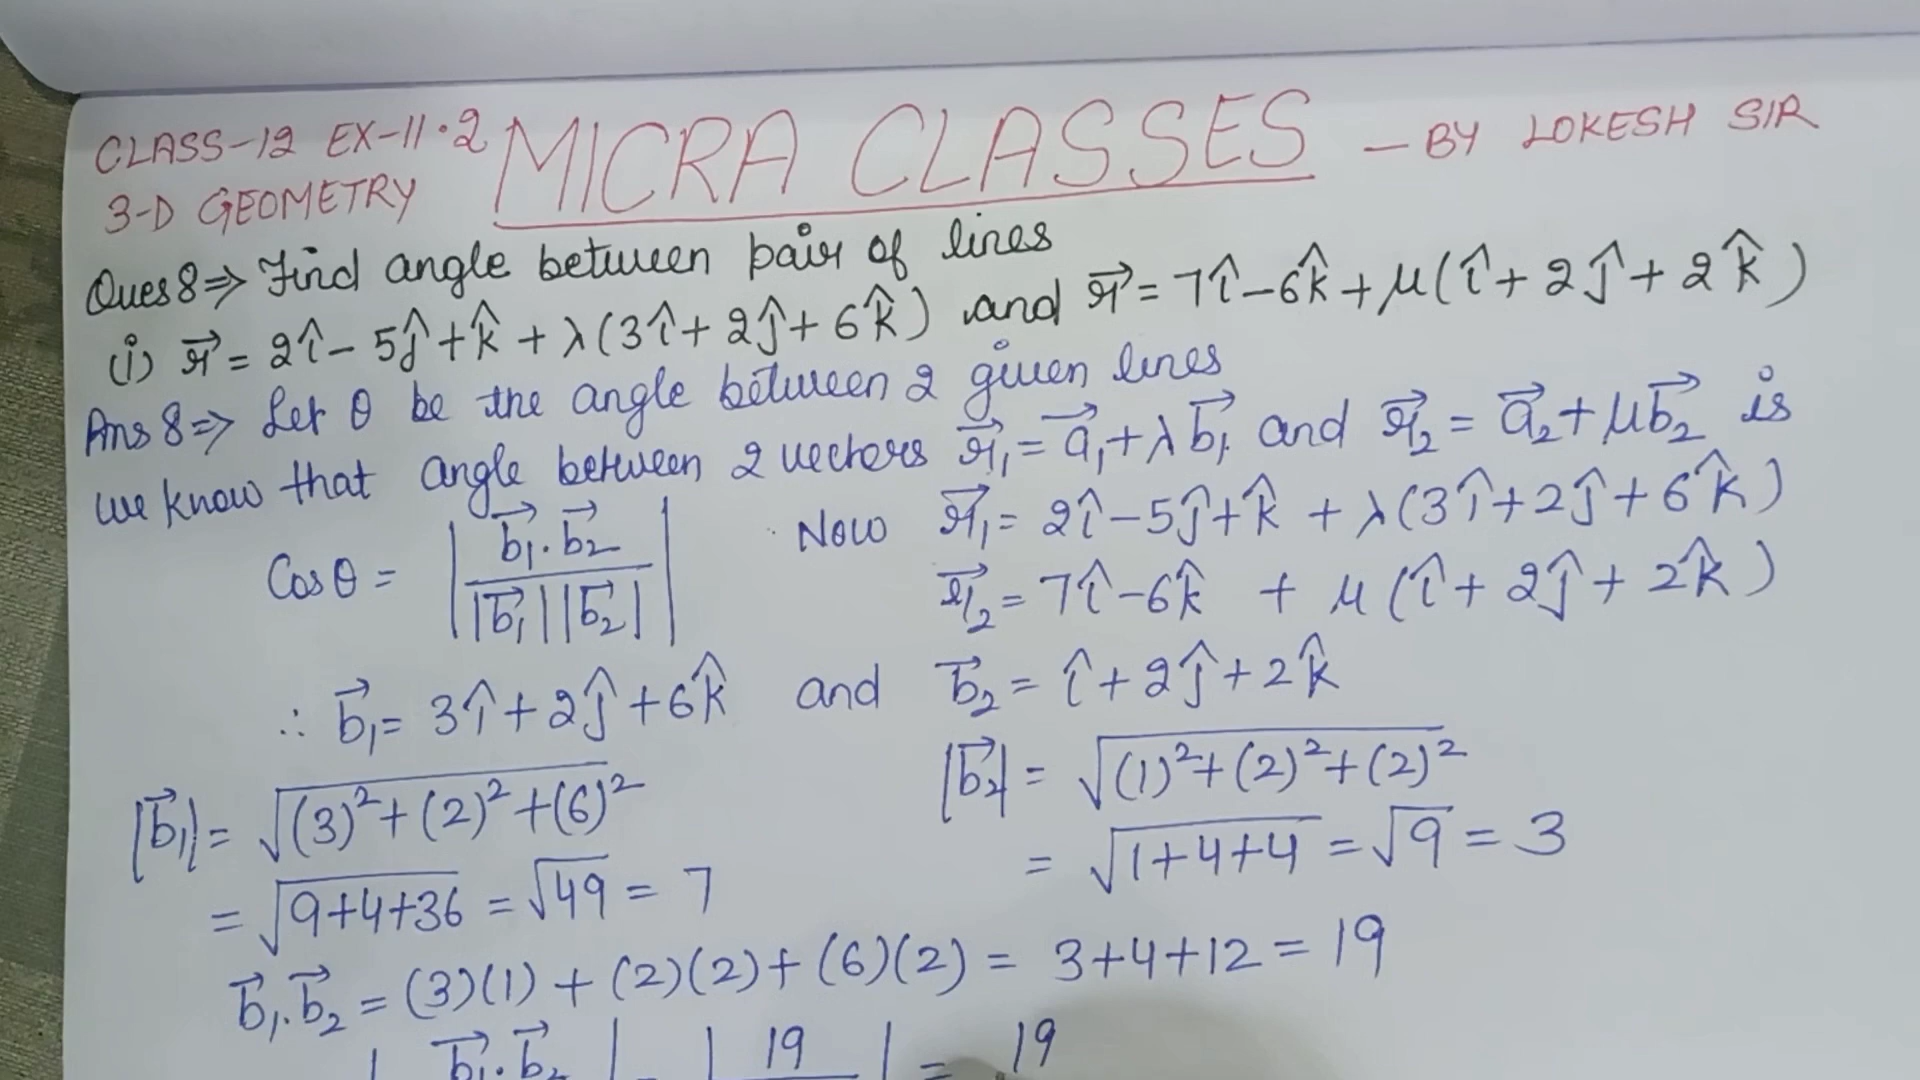 CLASS-12 EX-11.2 MICRA CLASSES - BY LOKESH SIR
3-D GEOMETRY
Ques 8⇒ Find angle between pair of lines
(i) r⃗ = 2î - 5ĵ + k̂ + λ(3î + 2ĵ + 6k̂) and r⃗ = 7î - 6k̂ + μ(î + 2ĵ + 2k̂)
Ans 8⇒ Let θ be the angle between 2 given lines
we know that angle between 2 vectors r⃗₁ = a⃗₁ + λb⃗₁ and r⃗₂ = a⃗₂ + μb⃗₂ is
Cosθ = | b⃗₁.b⃗₂ / |b⃗₁||b⃗₂| | Now r⃗₁ = 2î - 5ĵ + k̂ + λ(3î + 2ĵ + 6k̂)
r⃗₂ = 7î - 6k̂ + μ(î + 2ĵ + 2k̂)
∴ b⃗₁ = 3î + 2ĵ + 6k̂ and b⃗₂ = î + 2ĵ + 2k̂
|b⃗₁| = √(3)² + (2)² + (6)² |b⃗₂| = √(1)² + (2)² + (2)²
= √9+4+36 = √49 = 7 = √1+4+4 = √9 = 3
b⃗₁.b⃗₂ = (3)(1) + (2)(2) + (6)(2) = 3+4+12 = 19
| b⃗₁.b⃗₂ | = | 19 | = 19